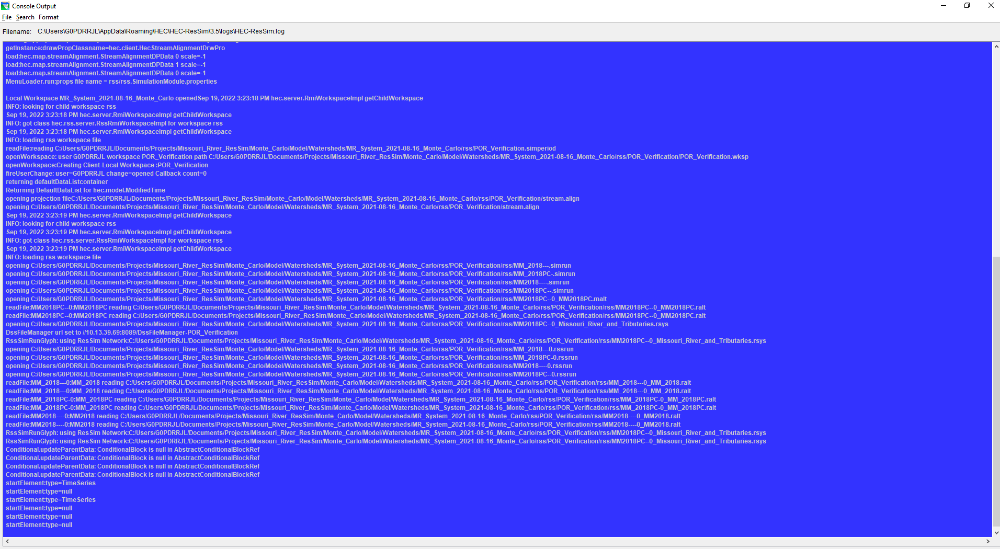 Console Output
File Search Format
Filename: C:\Users\G0PDRRJL\AppData\Roaming\HEC\HEC-ResSim\3.5\logs\HEC-ResSim.log
getInstance:drawPropClassname=hec.client.HecStreamAlignmentDrwPro
load:hec.map.streamAlignment.StreamAlignmentDPData 0 scale=-1
load:hec.map.streamAlignment.StreamAlignmentDPData 1 scale=-1
load:hec.map.streamAlignment.StreamAlignmentDPData 0 scale=-1
MenuLoader.run:props file name = rss/rss.SimulationModule.properties
Local Workspace MR_System_2021-08-16_Monte_Carlo openedSep 19, 2022 3:23:18 PM hec.server.RmiWorkspaceImpl getChildWorkspace
INFO: looking for child workspace rss
Sep 19, 2022 3:23:18 PM hec.server.RmiWorkspaceImpl getChildWorkspace
INFO: got class hec.rss.server.RssRmiWorkspaceImpl for workspace rss
Sep 19, 2022 3:23:18 PM hec.server.RmiWorkspaceImpl getChildWorkspace
INFO: loading rss workspace file
readFile:reading C:/Users/G0PDRRJL/Documents/Projects/Missouri_River_ResSim/Monte_Carlo/Model/Watersheds/MR_System_2021-08-16_Monte_Carlo/rss/POR_Verification.simperiod
openWorkspace: user G0PDRRJL workspace POR_Verification path C:/Users/G0PDRRJL/Documents/Projects/Missouri_River_ResSim/Monte_Carlo/Model/Watersheds/MR_System_2021-08-16_Monte_Carlo/rss/POR_Verification/POR_Verification.wksp
openWorkspace:Creating Client-Local Workspace :POR_Verification
fireUserChange: user=G0PDRRJL change=opened Callback count=0
returning defaultDataListcontainer
Returning DefaultDataList for hec.model.ModifiedTime
opening projection fileC:/Users/G0PDRRJL/Documents/Projects/Missouri_River_ResSim/Monte_Carlo/Model/Watersheds/MR_System_2021-08-16_Monte_Carlo/rss/POR_Verification/stream.align
opening C:/Users/G0PDRRJL/Documents/Projects/Missouri_River_ResSim/Monte_Carlo/Model/Watersheds/MR_System_2021-08-16_Monte_Carlo/rss/POR_Verification/stream.align
Sep 19, 2022 3:23:19 PM hec.server.RmiWorkspaceImpl getChildWorkspace
INFO: looking for child workspace rss
Sep 19, 2022 3:23:19 PM hec.server.RmiWorkspaceImpl getChildWorkspace
INFO: got class hec.rss.server.RssRmiWorkspaceImpl for workspace rss
Sep 19, 2022 3:23:19 PM hec.server.RmiWorkspaceImpl getChildWorkspace
INFO: loading rss workspace file
opening C:/Users/G0PDRRJL/Documents/Projects/Missouri_River_ResSim/Monte_Carlo/Model/Watersheds/MR_System_2021-08-16_Monte_Carlo/rss/POR_Verification/rss/MM_2018---.simrun
opening C:/Users/G0PDRRJL/Documents/Projects/Missouri_River_ResSim/Monte_Carlo/Model/Watersheds/MR_System_2021-08-16_Monte_Carlo/rss/POR_Verification/rss/MM_2018PC-.simrun
opening C:/Users/G0PDRRJL/Documents/Projects/Missouri_River_ResSim/Monte_Carlo/Model/Watersheds/MR_System_2021-08-16_Monte_Carlo/rss/POR_Verification/rss/MM2018----.simrun
opening C:/Users/G0PDRRJL/Documents/Projects/Missouri_River_ResSim/Monte_Carlo/Model/Watersheds/MR_System_2021-08-16_Monte_Carlo/rss/POR_Verification/rss/MM2018PC--.simrun
opening C:/Users/G0PDRRJL/Documents/Projects/Missouri_River_ResSim/Monte_Carlo/Model/Watersheds/MR_System_2021-08-16_Monte_Carlo/rss/POR_Verification/rss/MM2018PC--0_MM2018PC.malt
readFile:MM2018PC--0:MM2018PC reading C:/Users/G0PDRRJL/Documents/Projects/Missouri_River_ResSim/Monte_Carlo/Model/Watersheds/MR_System_2021-08-16_Monte_Carlo/rss/POR_Verification/rss/MM2018PC--0_MM2018PC.ralt
readFile:MM2018PC--0:MM2018PC reading C:/Users/G0PDRRJL/Documents/Projects/Missouri_River_ResSim/Monte_Carlo/Model/Watersheds/MR_System_2021-08-16_Monte_Carlo/rss/POR_Verification/rss/MM2018PC--0_MM2018PC.ralt
opening C:/Users/G0PDRRJL/Documents/Projects/Missouri_River_ResSim/Monte_Carlo/Model/Watersheds/MR_System_2021-08-16_Monte_Carlo/rss/POR_Verification/rss/MM2018PC--0_Missouri_River_and_Tributaries.rsys
DssFileManager url set to //10.13.39.69:8089/DssFileManager-POR_Verification
RssSimRunGlyph: using ResSim Network:C:/Users/G0PDRRJL/Documents/Projects/Missouri_River_ResSim/Monte_Carlo/Model/Watersheds/MR_System_2021-08-16_Monte_Carlo/rss/POR_Verification/rss/MM2018PC--0_Missouri_River_and_Tributaries.rsys
opening C:/Users/G0PDRRJL/Documents/Projects/Missouri_River_ResSim/Monte_Carlo/Model/Watersheds/MR_System_2021-08-16_Monte_Carlo/rss/POR_Verification/rss/MM_2018---0.rssrun
opening C:/Users/G0PDRRJL/Documents/Projects/Missouri_River_ResSim/Monte_Carlo/Model/Watersheds/MR_System_2021-08-16_Monte_Carlo/rss/POR_Verification/rss/MM_2018PC-0.rssrun
opening C:/Users/G0PDRRJL/Documents/Projects/Missouri_River_ResSim/Monte_Carlo/Model/Watersheds/MR_System_2021-08-16_Monte_Carlo/rss/POR_Verification/rss/MM2018----0.rssrun
opening C:/Users/G0PDRRJL/Documents/Projects/Missouri_River_ResSim/Monte_Carlo/Model/Watersheds/MR_System_2021-08-16_Monte_Carlo/rss/POR_Verification/rss/MM2018PC--0.rssrun
readFile:MM_2018---0:MM_2018 reading C:/Users/G0PDRRJL/Documents/Projects/Missouri_River_ResSim/Monte_Carlo/Model/Watersheds/MR_System_2021-08-16_Monte_Carlo/rss/POR_Verification/rss/MM_2018---0_MM_2018.ralt
readFile:MM_2018---0:MM_2018 reading C:/Users/G0PDRRJL/Documents/Projects/Missouri_River_ResSim/Monte_Carlo/Model/Watersheds/MR_System_2021-08-16_Monte_Carlo/rss/POR_Verification/rss/MM_2018---0_MM_2018.ralt
readFile:MM_2018PC-0:MM_2018PC reading C:/Users/G0PDRRJL/Documents/Projects/Missouri_River_ResSim/Monte_Carlo/Model/Watersheds/MR_System_2021-08-16_Monte_Carlo/rss/POR_Verification/rss/MM_2018PC-0_MM_2018PC.ralt
readFile:MM_2018PC-0:MM_2018PC reading C:/Users/G0PDRRJL/Documents/Projects/Missouri_River_ResSim/Monte_Carlo/Model/Watersheds/MR_System_2021-08-16_Monte_Carlo/rss/POR_Verification/rss/MM_2018PC-0_MM_2018PC.ralt
readFile:MM2018----0:MM2018 reading C:/Users/G0PDRRJL/Documents/Projects/Missouri_River_ResSim/Monte_Carlo/Model/Watersheds/MR_System_2021-08-16_Monte_Carlo/rss/POR_Verification/rss/MM2018----0_MM2018.ralt
readFile:MM2018----0:MM2018 reading C:/Users/G0PDRRJL/Documents/Projects/Missouri_River_ResSim/Monte_Carlo/Model/Watersheds/MR_System_2021-08-16_Monte_Carlo/rss/POR_Verification/rss/MM2018----0_MM2018.ralt
RssSimRunGlyph: using ResSim Network:C:/Users/G0PDRRJL/Documents/Projects/Missouri_River_ResSim/Monte_Carlo/Model/Watersheds/MR_System_2021-08-16_Monte_Carlo/rss/POR_Verification/rss/MM2018PC--0_Missouri_River_and_Tributaries.rsys
RssSimRunGlyph: using ResSim Network:C:/Users/G0PDRRJL/Documents/Projects/Missouri_River_ResSim/Monte_Carlo/Model/Watersheds/MR_System_2021-08-16_Monte_Carlo/rss/POR_Verification/rss/MM2018PC--0_Missouri_River_and_Tributaries.rsys
Conditional.updateParentData: ConditionalBlock is null in AbstractConditionalBlockRef
Conditional.updateParentData: ConditionalBlock is null in AbstractConditionalBlockRef
Conditional.updateParentData: ConditionalBlock is null in AbstractConditionalBlockRef
Conditional.updateParentData: ConditionalBlock is null in AbstractConditionalBlockRef
startElement:type=TimeSeries
startElement:type=null
startElement:type=TimeSeries
startElement:type=null
startElement:type=null
startElement:type=null